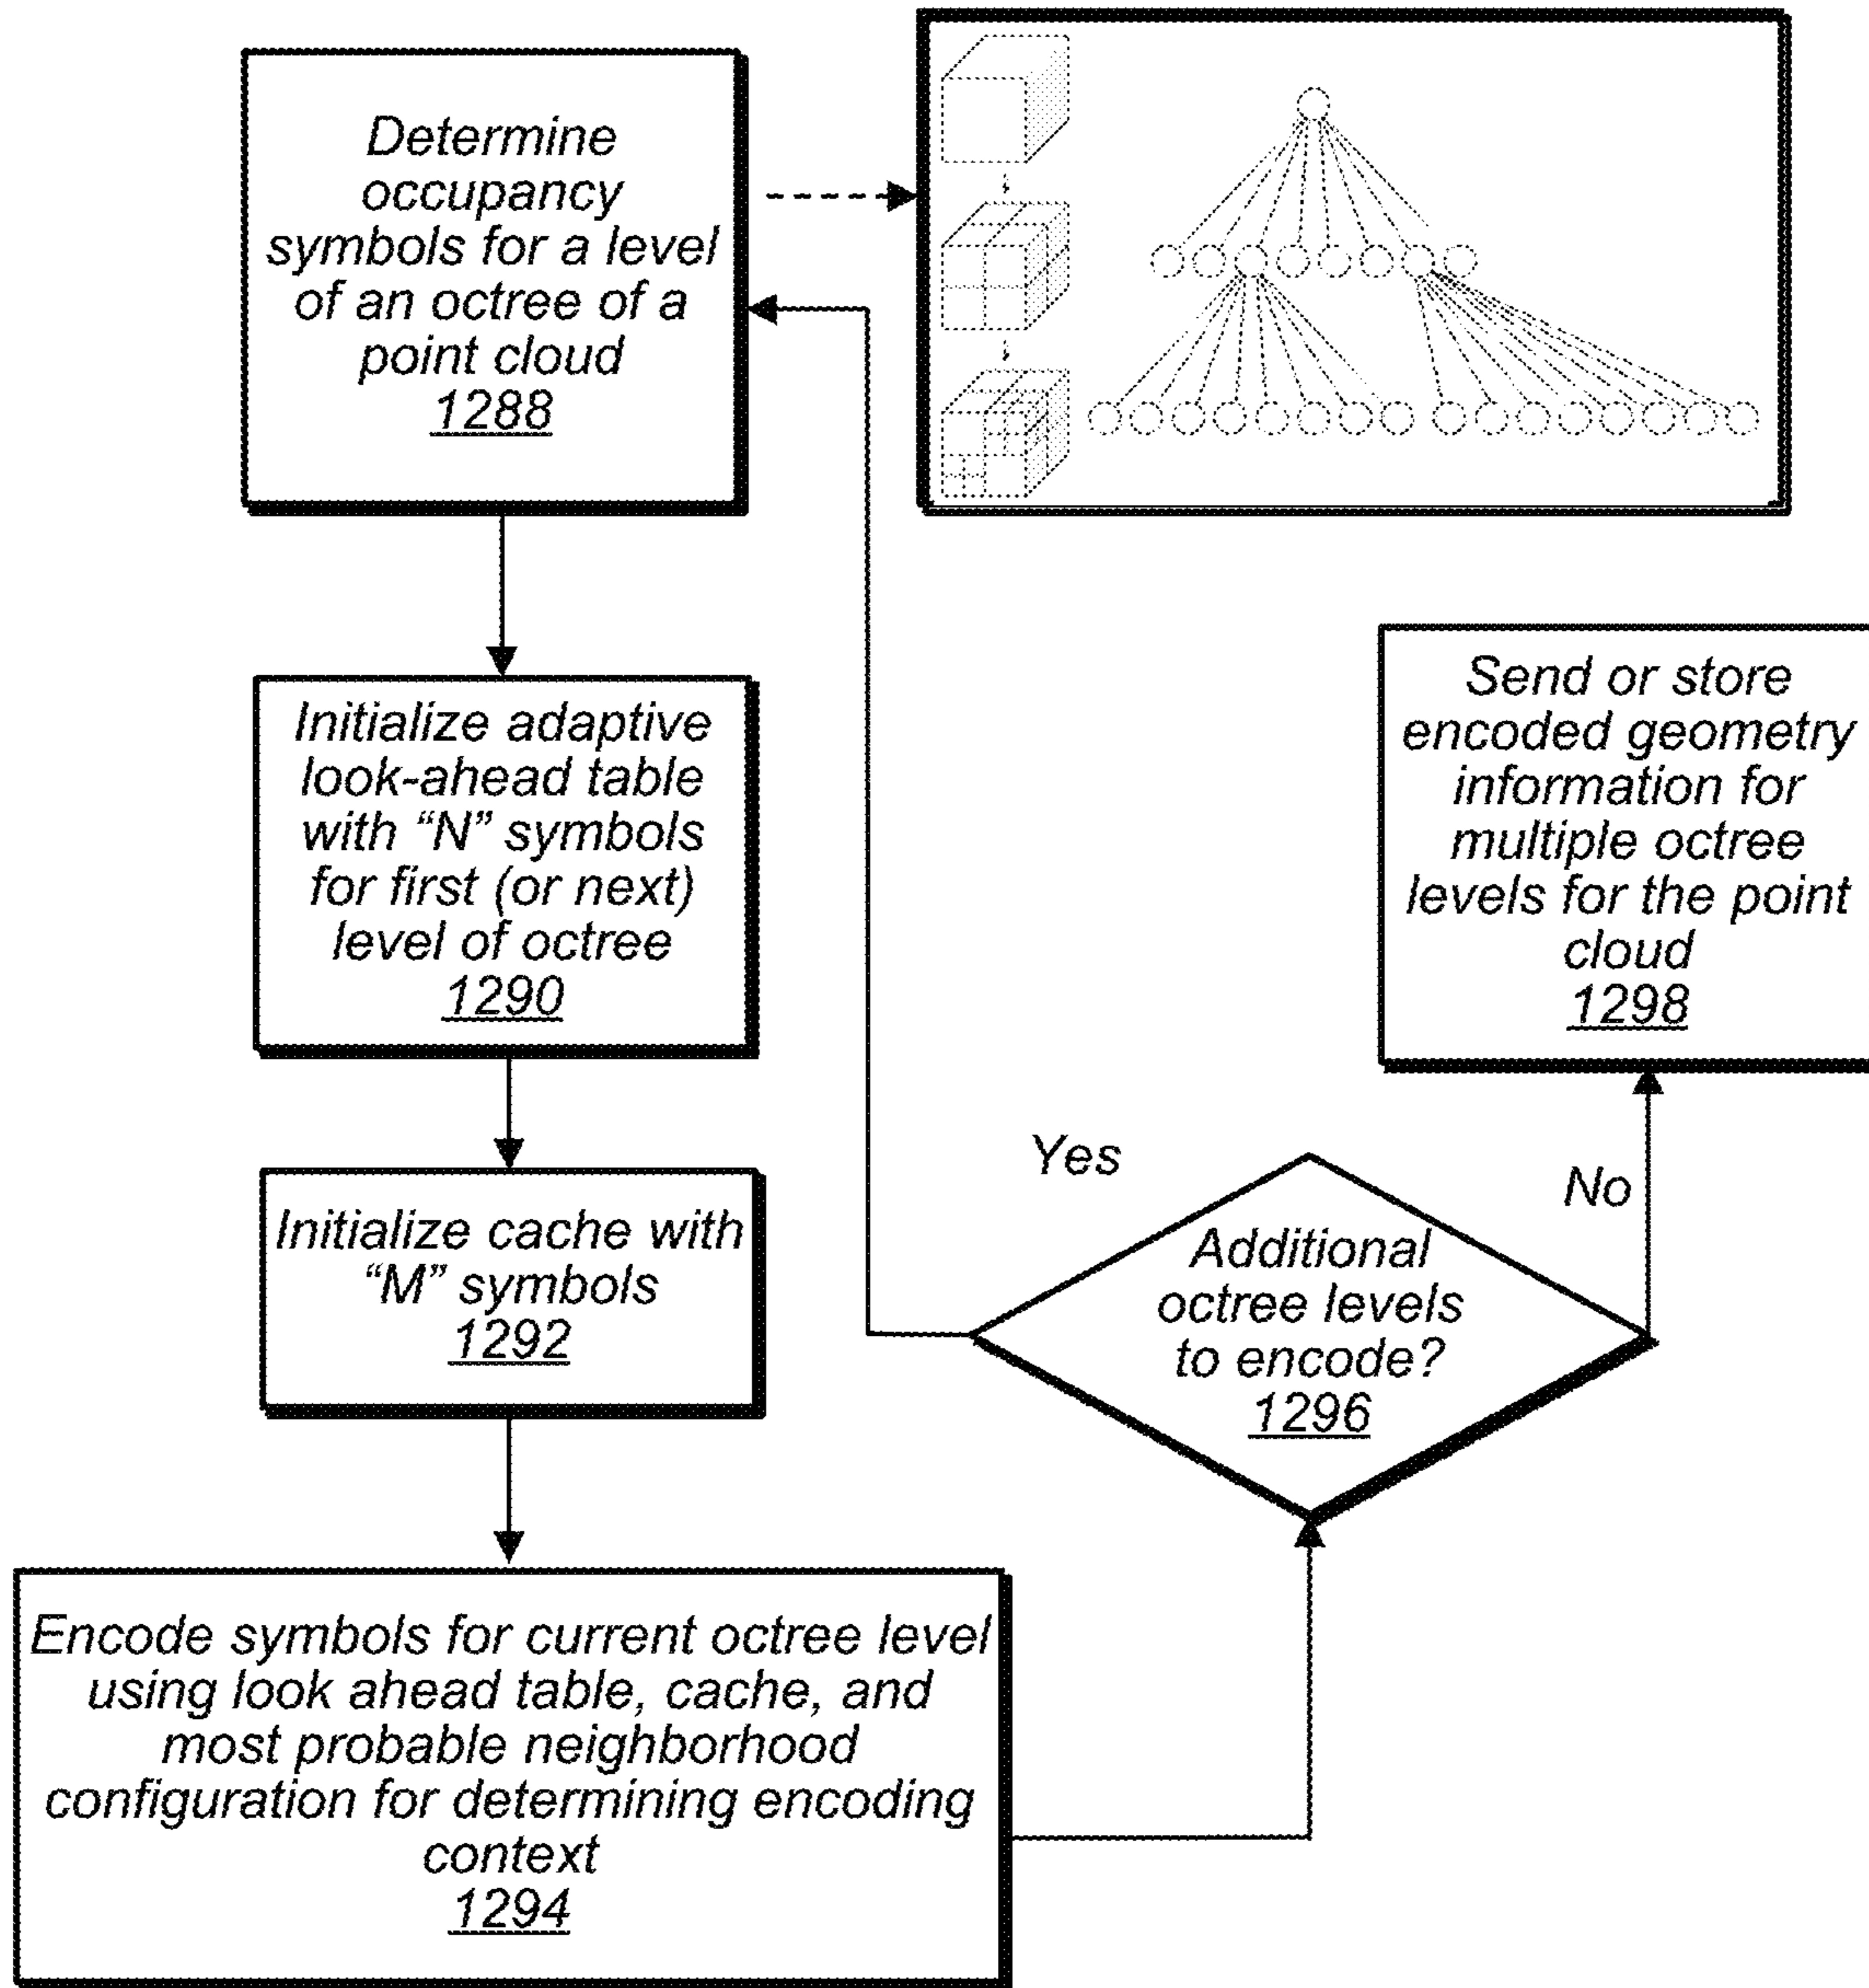 Determine
occupancy
symbols for a level
of an octree of a
point cloud
1288
Initialize adaptive
look-ahead table
with “N” symbols
for first (or next)
level of octree
1290
Initialize cache with
“M” symbols
1292
Encode symbols for current octree level
using look ahead table, cache, and
most probable neighborhood
configuration for determining encoding
context
1294
Yes
Additional
octree levels
to encode?
1296
No
Send or store
encoded geometry
information for
multiple octree
levels for the point
cloud
1298